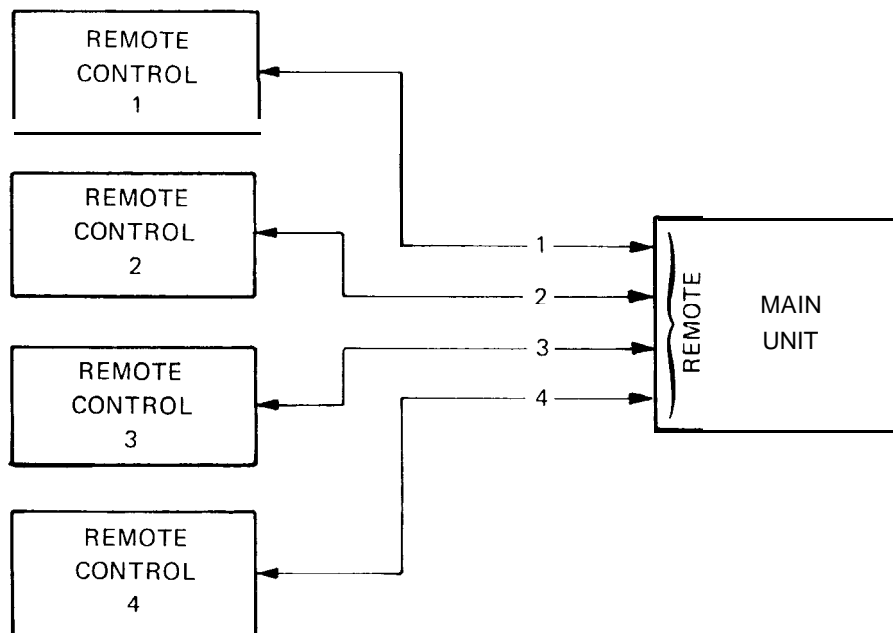 REMOTE
CONTROL
1
REMOTE
CONTROL
2
REMOTE
CONTROL
3
REMOTE
CONTROL
4
1
2
3
4
REMOTE
MAIN
UNIT